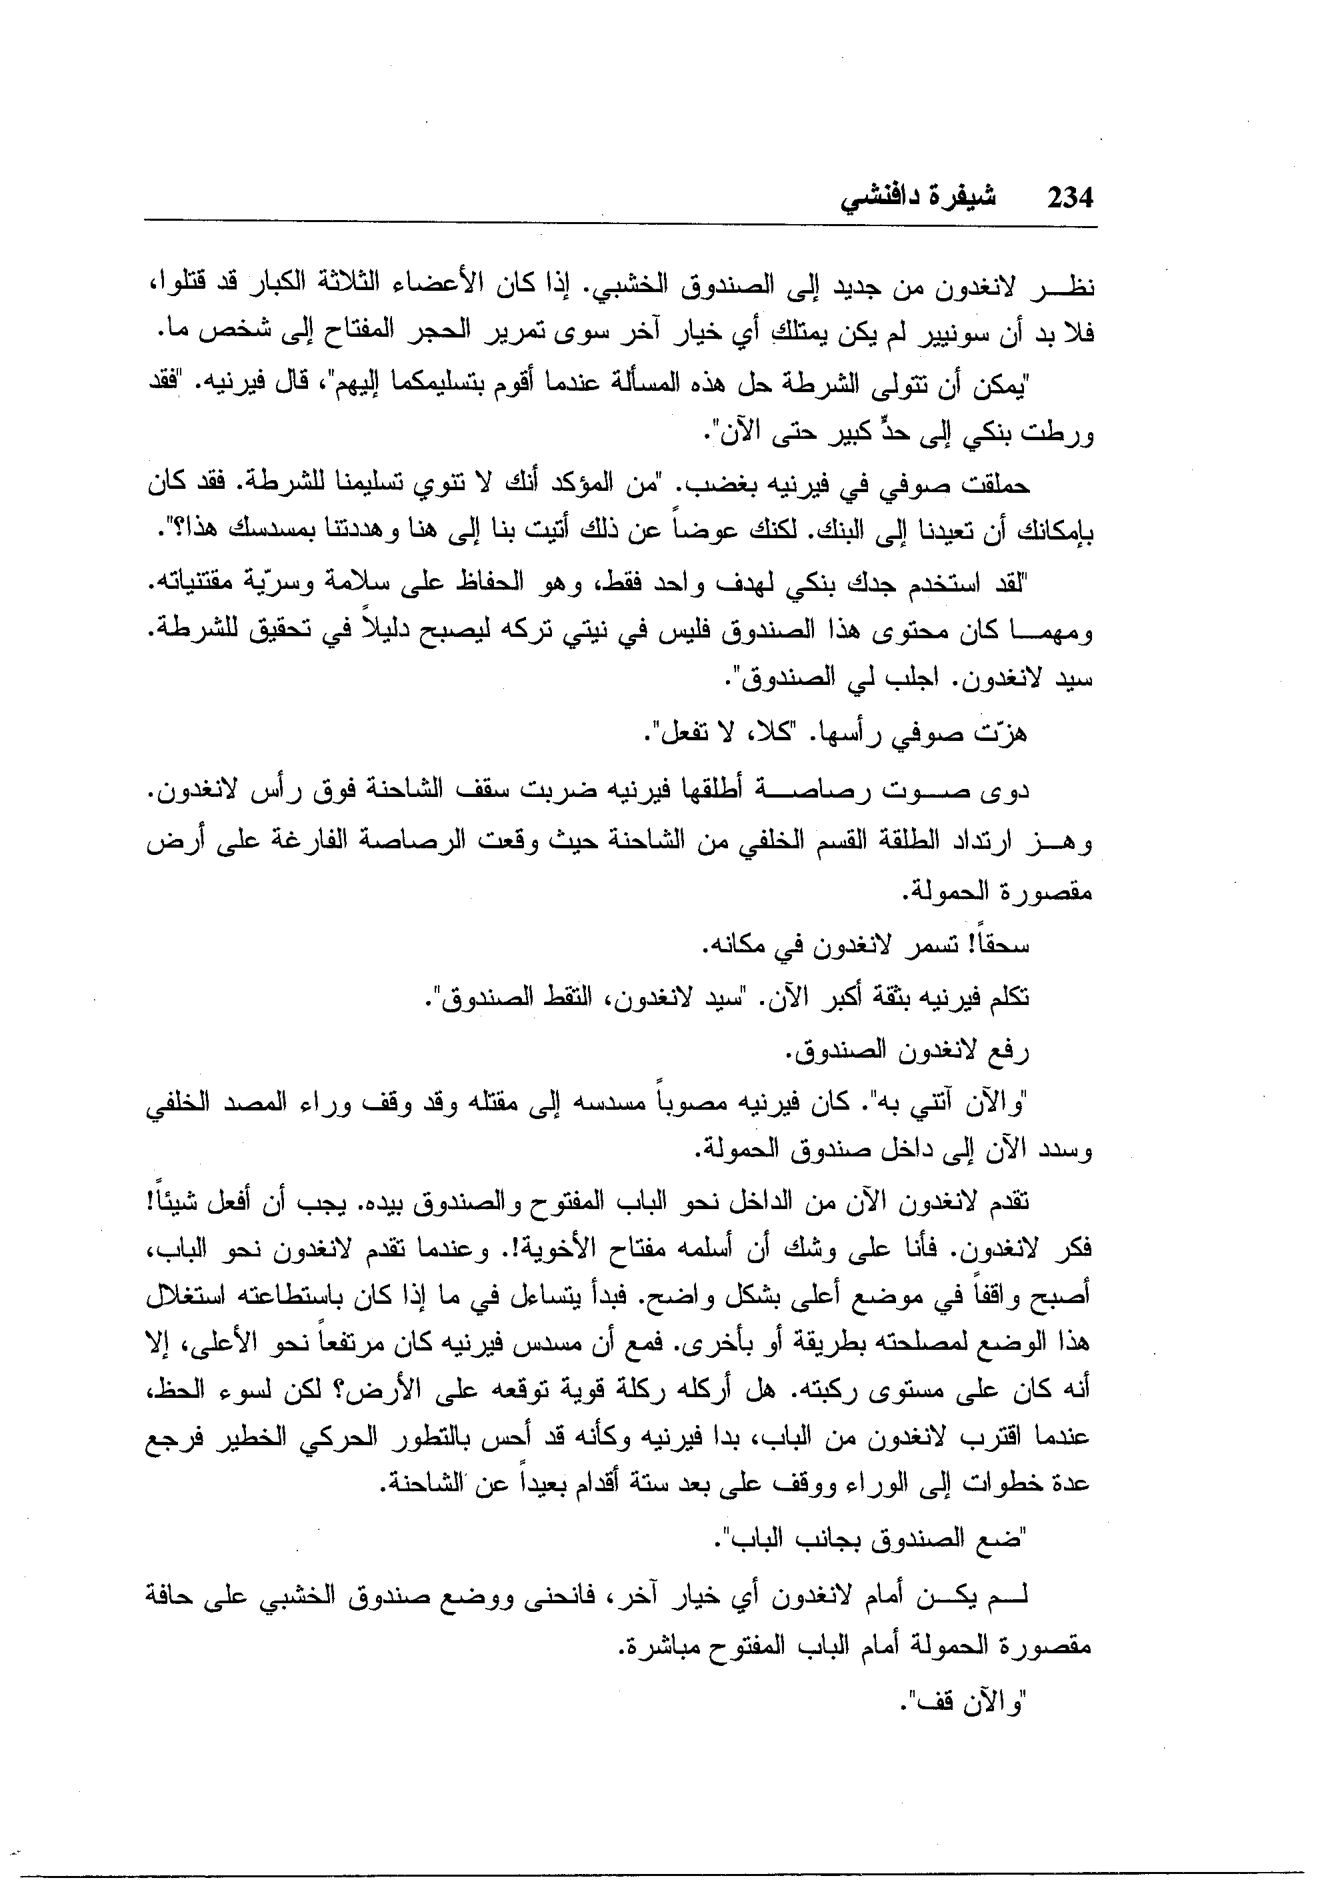 234 شيفرة دافنشي
نظر لانغدون من جديد إلى الصندوق الخشبي. إذا كان الأعضاء الثلاثة الكبار قد قتلوا،
فلا بد أن سونيير لم يكن يمتلك أي خيار آخر سوى تمرير الحجر المفتاح إلى شخص ما.
"يمكن أن تتولى الشرطة حل هذه المسألة عندما أقوم بتسليمكما إليهم"، قال فيرنيه. "فقد
ورطت بنكي إلى حدٍّ كبير حتى الآن".
حملقت صوفي في فيرنيه بغضب. "من المؤكد أنك لا تنوي تسليمنا للشرطة. فقد كان
بإمكانك أن تعيدنا إلى البنك. لكنك عوضاً عن ذلك أتيت بنا إلى هنا وهددتنا بمسدسك هذا؟".
"لقد استخدم جدك بنكي لهدف واحد فقط، وهو الحفاظ على سلامة وسريّة مقتنياته.
ومهما كان محتوى هذا الصندوق فليس في نيتي تركه ليصبح دليلاً في تحقيق للشرطة.
سيد لانغدون. اجلب لي الصندوق".
هزّت صوفي رأسها. "كلا، لا تفعل".
دوى صوت رصاصة أطلقها فيرنيه ضربت سقف الشاحنة فوق رأس لانغدون.
وهز ارتداد الطلقة القسم الخلفي من الشاحنة حيث وقعت الرصاصة الفارغة على أرض
مقصورة الحمولة.
سحقاً! تسمر لانغدون في مكانه.
تكلم فيرنيه بثقة أكبر الآن. "سيد لانغدون، التقط الصندوق".
رفع لانغدون الصندوق.
"والآن آتني به". كان فيرنيه مصوباً مسدسه إلى مقتله وقد وقف وراء المصد الخلفي
وسدد الآن إلى داخل صندوق الحمولة.
تقدم لانغدون الآن من الداخل نحو الباب المفتوح والصندوق بيده. يجب أن أفعل شيئاً!
فكر لانغدون. فأنا على وشك أن أسلمه مفتاح الأخوية!. وعندما تقدم لانغدون نحو الباب،
أصبح واقفاً في موضع أعلى بشكل واضح. فبدأ يتساءل في ما إذا كان باستطاعته استغلال
هذا الوضع لمصلحته بطريقة أو بأخرى. فمع أن مسدس فيرنيه كان مرتفعاً نحو الأعلى، إلا
أنه كان على مستوى ركبته. هل أركله ركلة قوية توقعه على الأرض؟ لكن لسوء الحظ،
عندما اقترب لانغدون من الباب، بدا فيرنيه وكأنه قد أحس بالتطور الحركي الخطير فرجع
عدة خطوات إلى الوراء ووقف على بعد ستة أقدام بعيداً عن الشاحنة.
"ضع الصندوق بجانب الباب".
لم يكن أمام لانغدون أي خيار آخر، فانحنى ووضع صندوق الخشبي على حافة
مقصورة الحمولة أمام الباب المفتوح مباشرة.
"والآن قف".